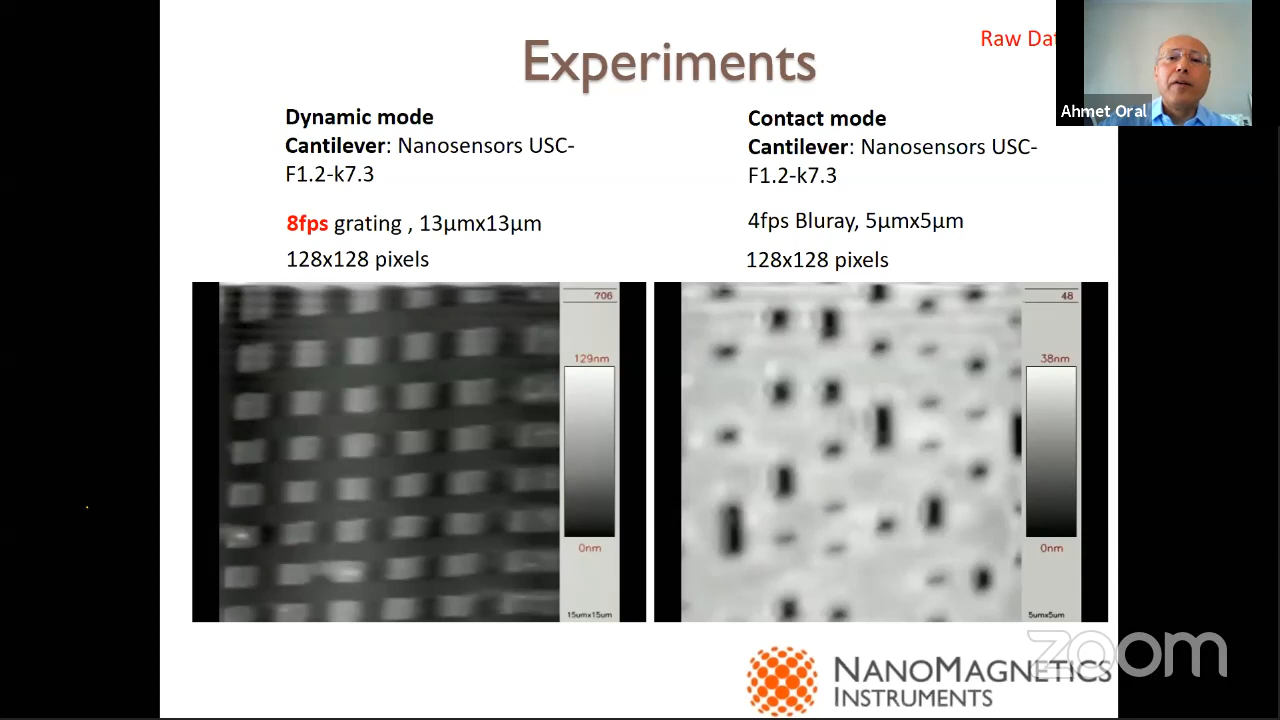 Raw Dat
Experiments
Ahmet Oral
Dynamic mode
Cantilever: Nanosensors USC-
F1.2-k7.3
8fps grating , 13µmx13µm
128x128 pixels
Contact mode
Cantilever: Nanosensors USC-
F1.2-k7.3
4fps Bluray, 5µmx5µm
128x128 pixels
706
129nm
0nm
15umx15um
48
38nm
0nm
5umx5um
zoom
NANOMAGNETICS
INSTRUMENTS